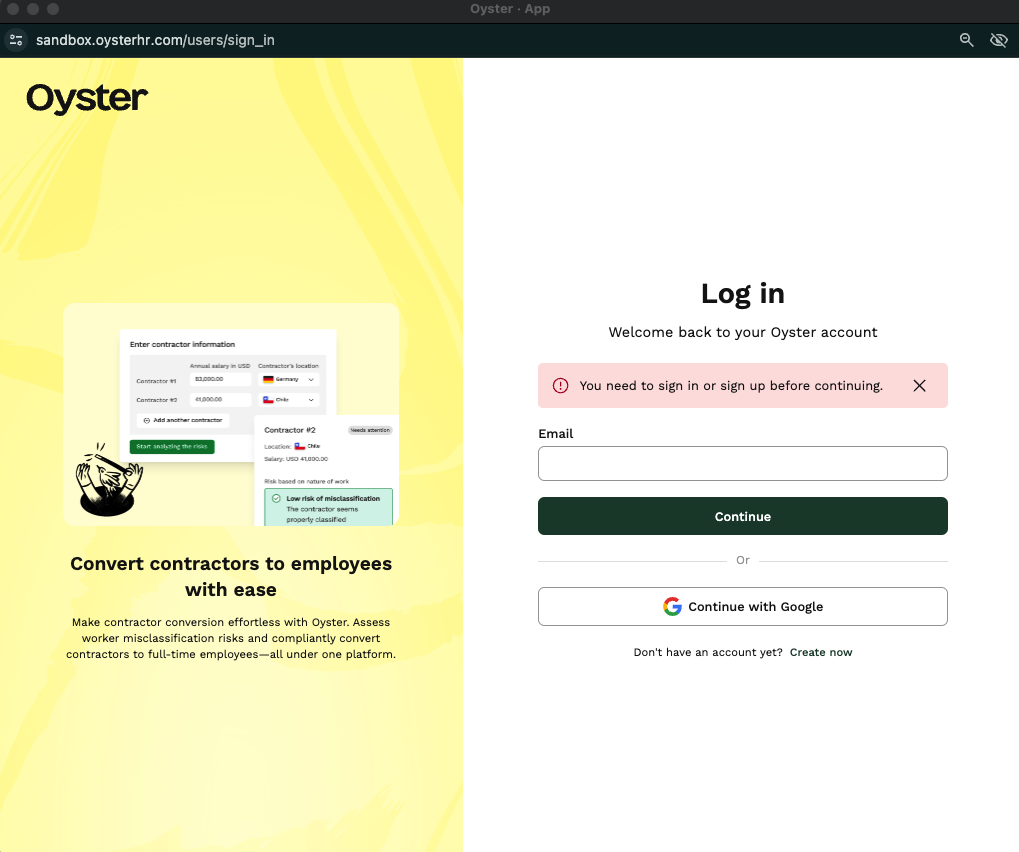 Oyster · App
sandbox.oysterhr.com/users/sign_in
Oyster
Enter contractor information
Annual salary in USD Contractor's location
Contractor #1 83,000.00 Germany
Contractor #2 41,000.00 Chile
Add another contractor
Start analyzing the risks
Contractor #2 Needs attention
Location: Chile
Salary: USD 41,000.00
Risk based on nature of work
Low risk of misclassification
The contractor seems
properly classified
Convert contractors to employees
with ease
Make contractor conversion effortless with Oyster. Assess
worker misclassification risks and compliantly convert
contractors to full-time employees—all under one platform.
Log in
Welcome back to your Oyster account
You need to sign in or sign up before continuing.
Email
Continue
Or
Continue with Google
Don't have an account yet? Create now